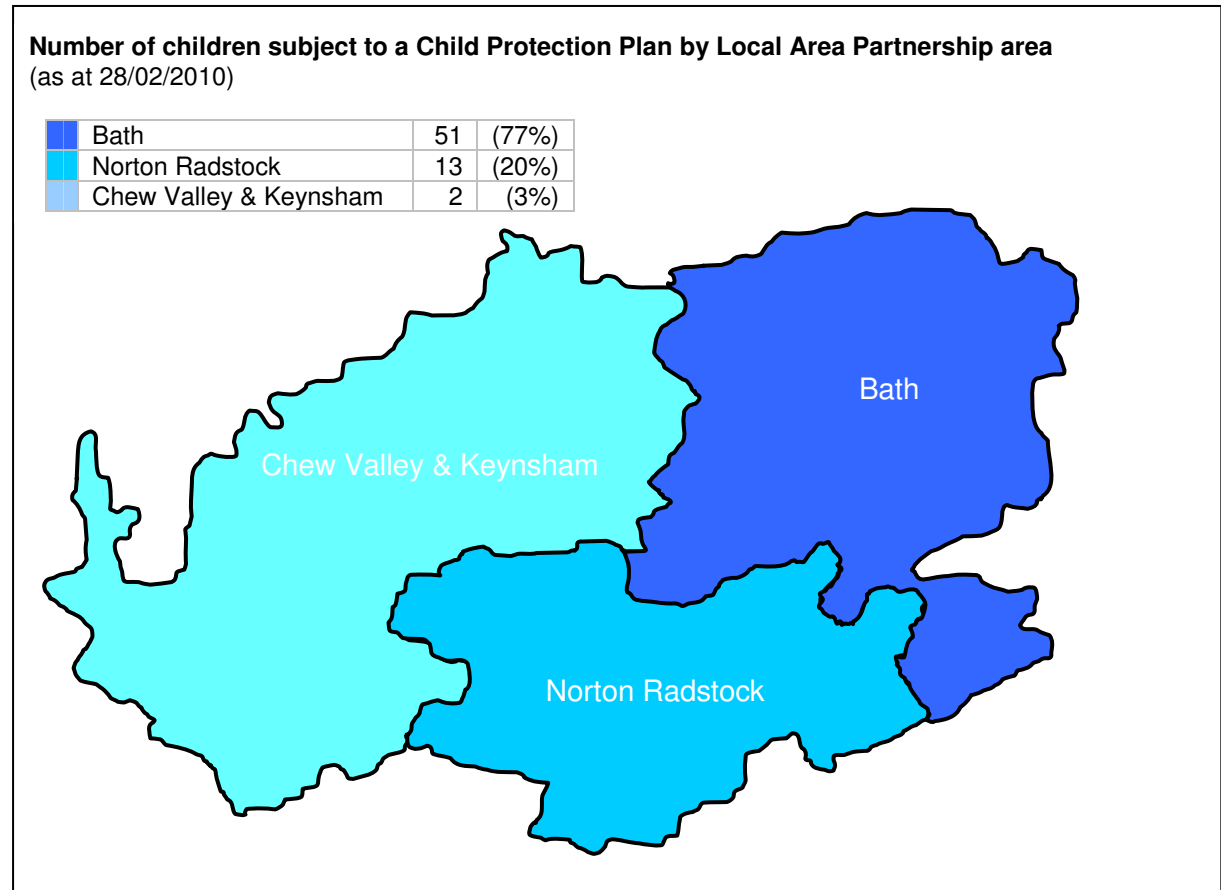 Number of children subject to a Child Protection Plan by Local Area Partnership area
(as at 28/02/2010)
Bath 51 (77%)
Norton Radstock 13 (20%)
Chew Valley & Keynsham 2 (3%)
Bath
Chew Valley & Keynsham
Norton Radstock